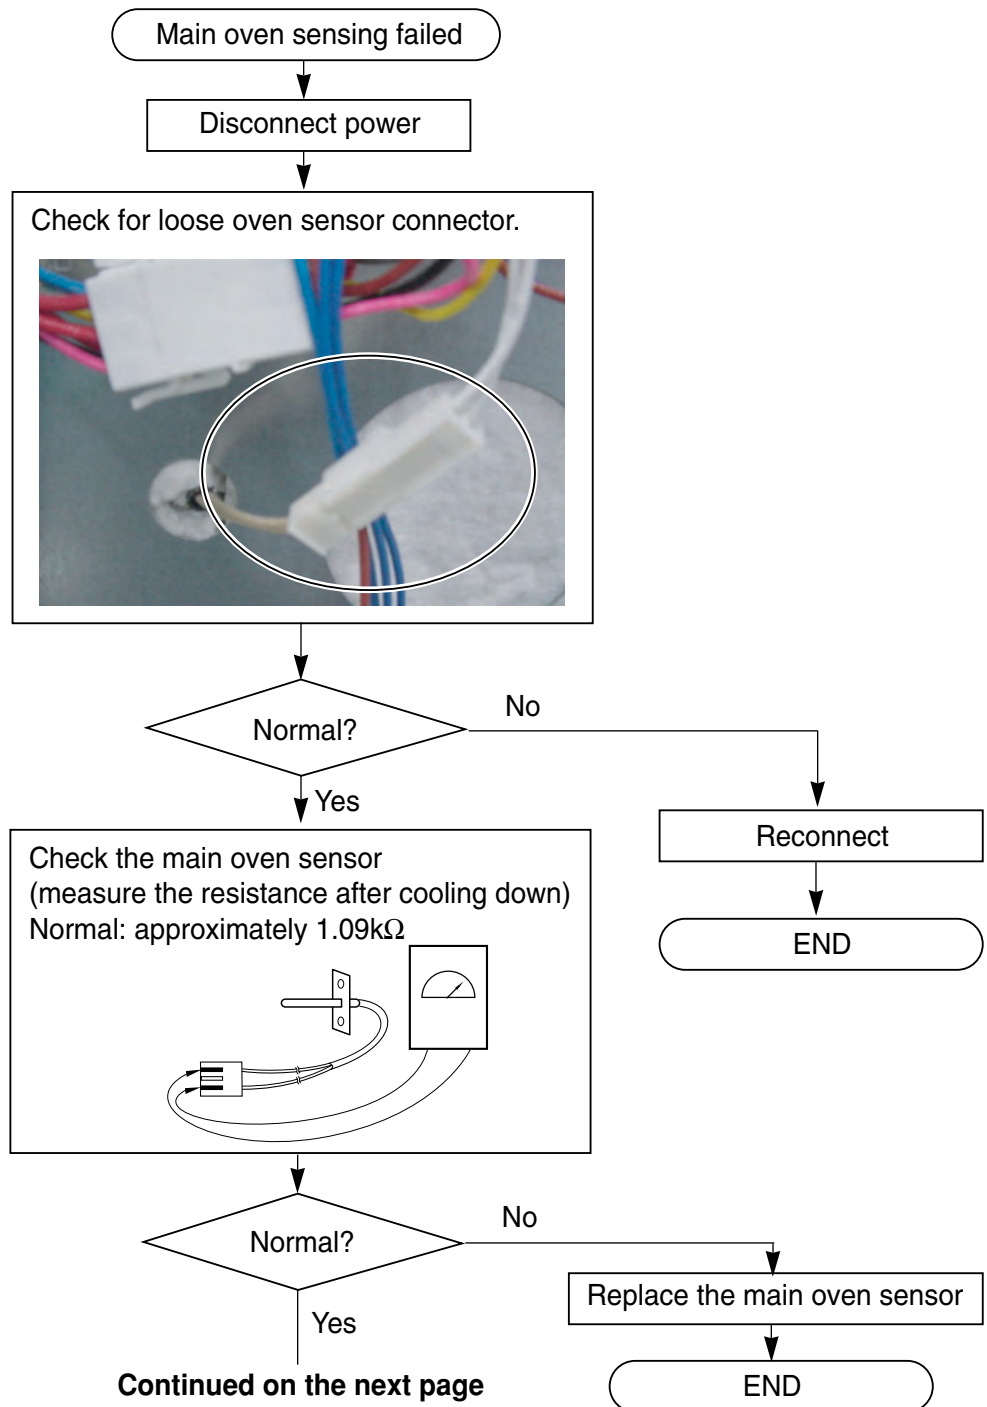 Main oven sensing failed
Disconnect power
Check for loose oven sensor connector.
Normal?
No
Yes
Reconnect
END
Check the main oven sensor
(measure the resistance after cooling down)
Normal: approximately 1.09kΩ
Normal?
No
Yes
Replace the main oven sensor
END
Continued on the next page